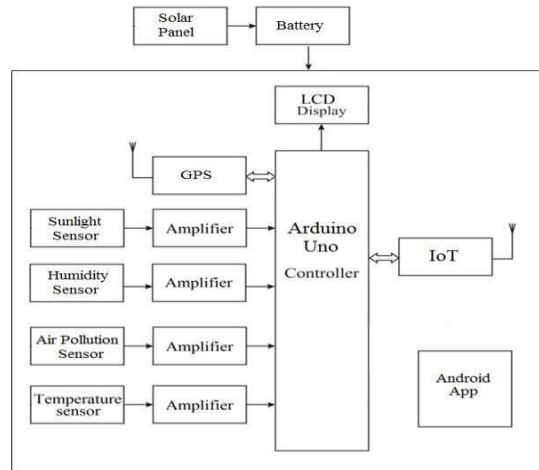 Solar
Panel
Battery
LCD
Display
GPS
Sunlight
Sensor
Amplifier
Arduino
Uno
Controller
IoT
Humidity
Sensor
Amplifier
Air Pollution
Sensor
Amplifier
Android
App
Temperature
sensor
Amplifier